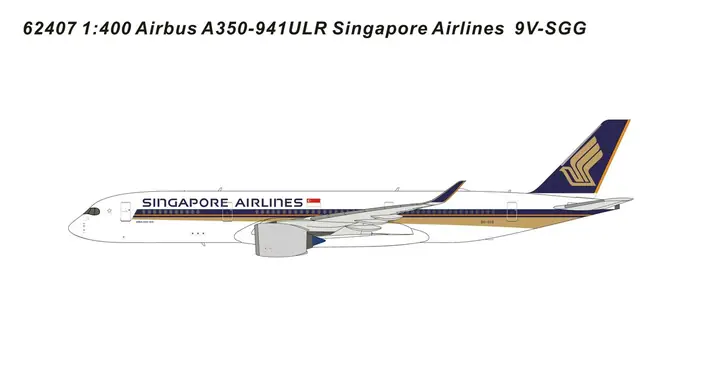 62407 1:400 Airbus A350-941ULR Singapore Airlines 9V-SGG
SINGAPORE AIRLINES